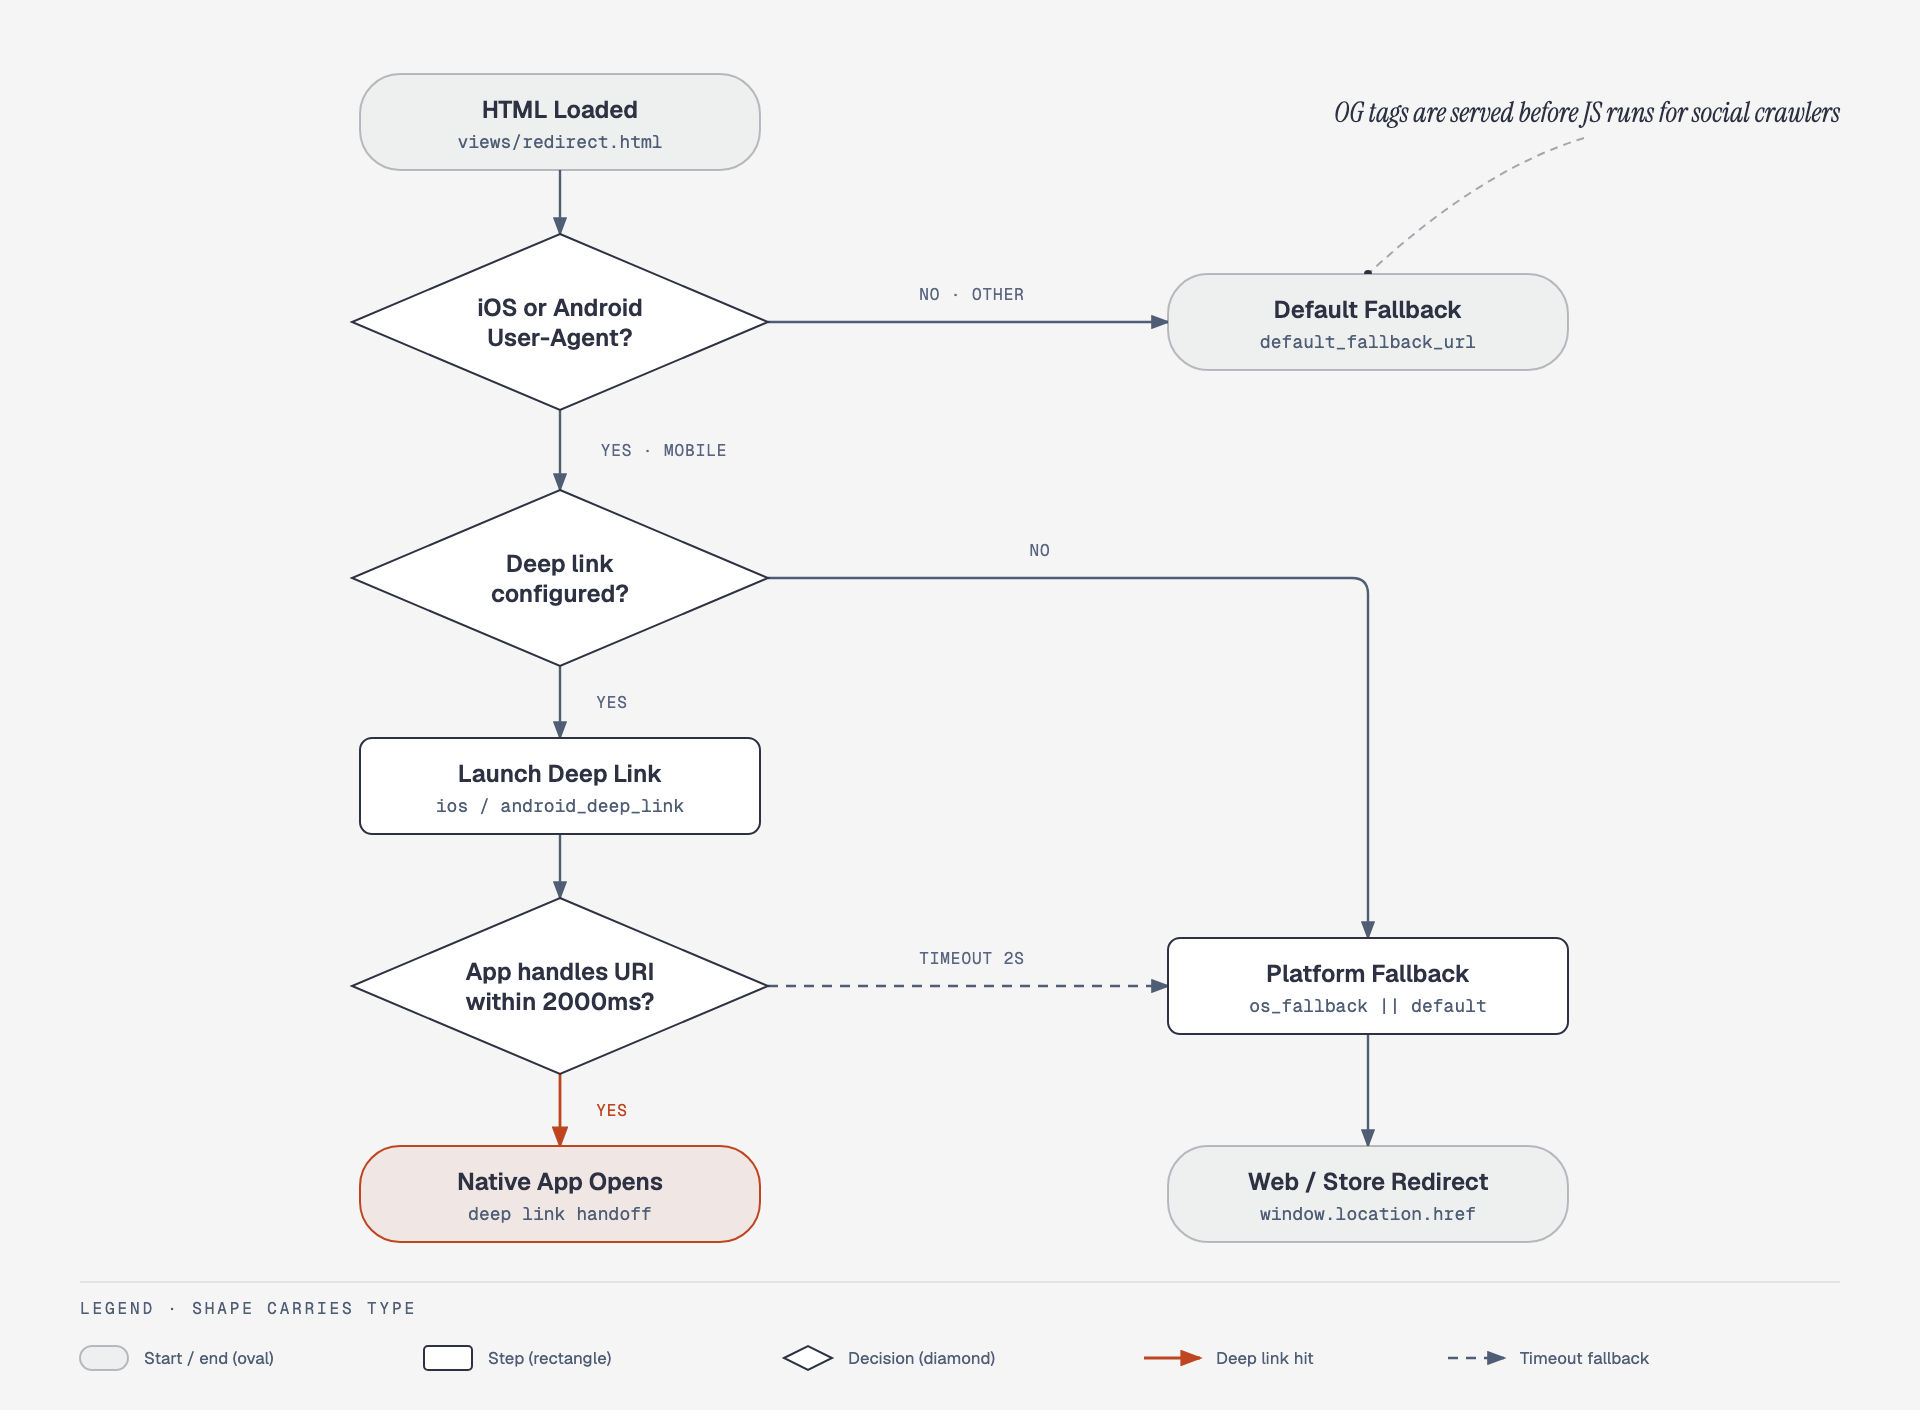 HTML Loaded
views/redirect.html
OG tags are served before JS runs for social crawlers
iOS or Android
User-Agent?
NO · OTHER
Default Fallback
default_fallback_url
YES · MOBILE
Deep link
configured?
NO
YES
Launch Deep Link
ios / android_deep_link
App handles URI
within 2000ms?
TIMEOUT 2S
Platform Fallback
os_fallback || default
YES
Native App Opens
deep link handoff
Web / Store Redirect
window.location.href
LEGEND · SHAPE CARRIES TYPE
Start / end (oval)
Step (rectangle)
Decision (diamond)
Deep link hit
Timeout fallback